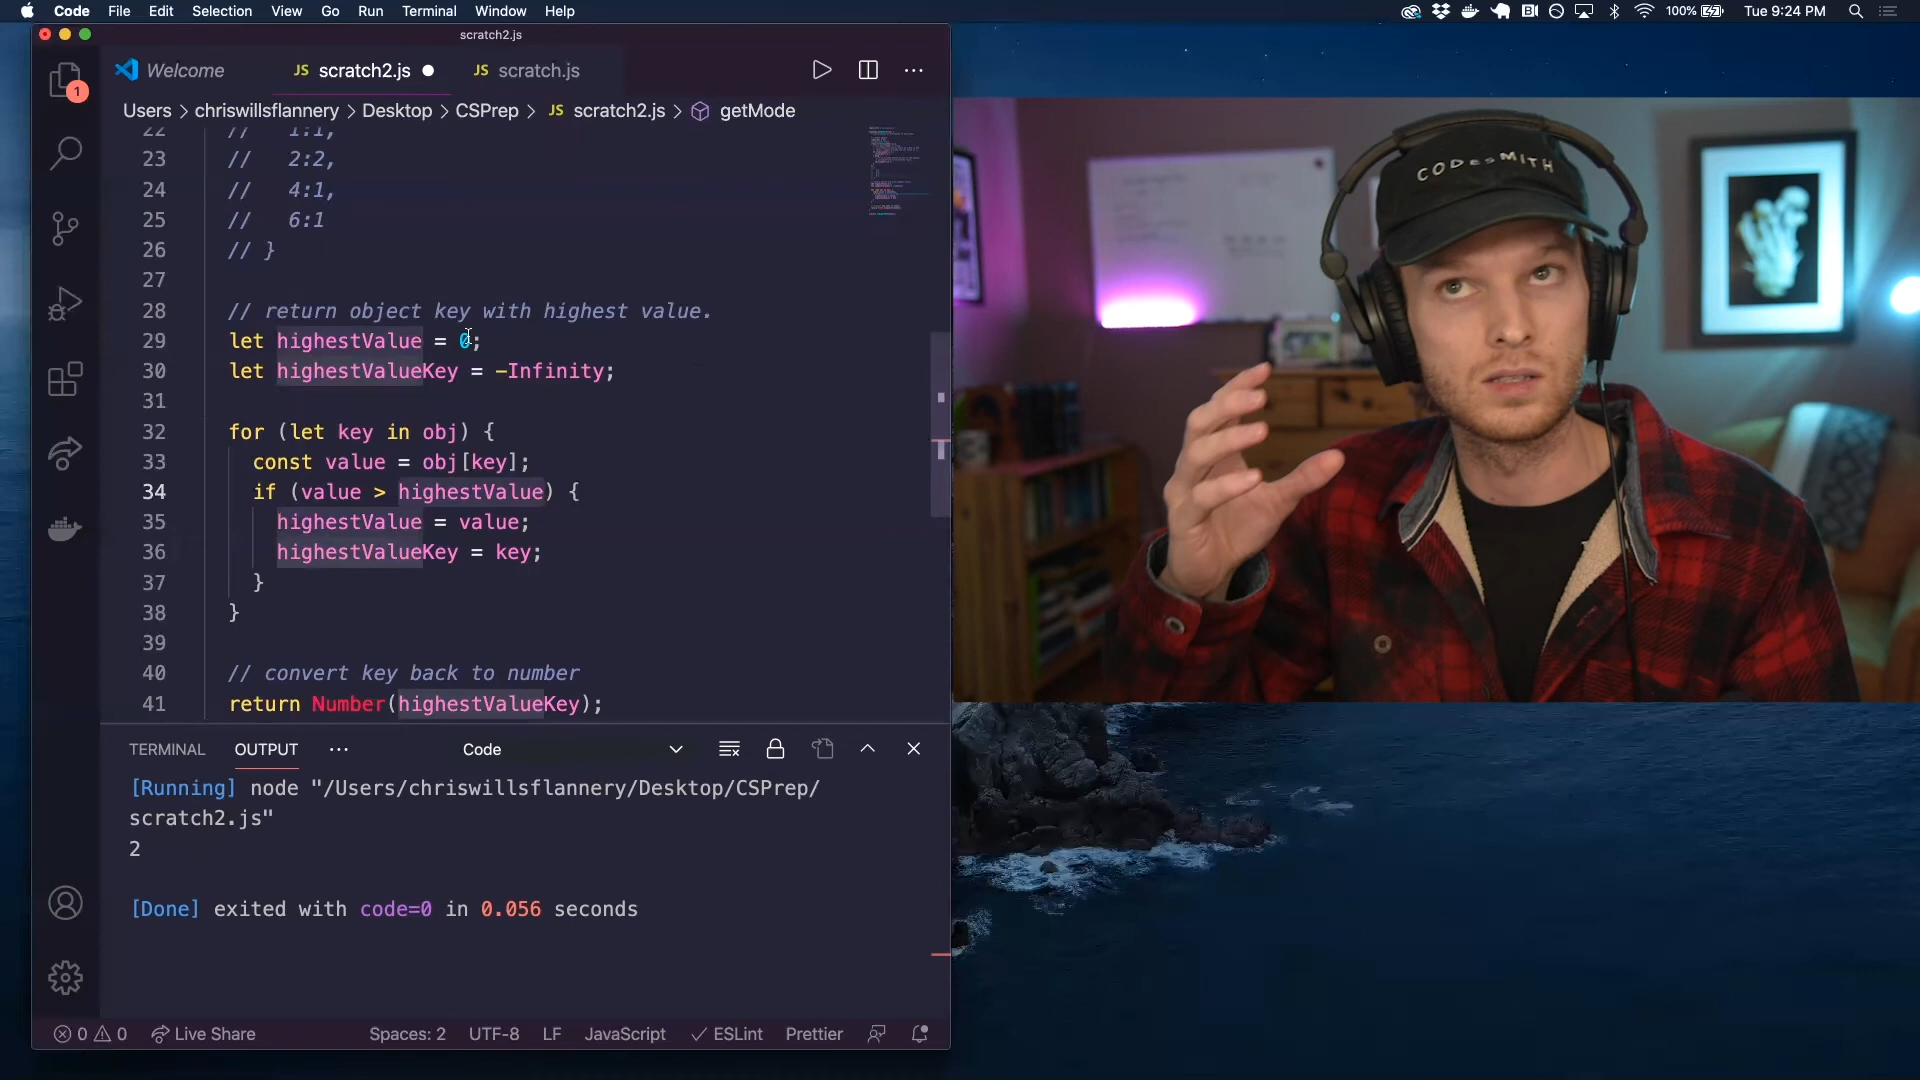 Code File Edit Selection View Go Run Terminal Window Help 100% Tue 9:24 PM
scratch2.js
Welcome JS scratch2.js JS scratch.js
1
Users > chriswillsflannery > Desktop > CSPrep > JS scratch2.js > getMode
22 // 1:1,
23 // 2:2,
24 // 4:1,
25 // 6:1
26 // }
27
28 // return object key with highest value.
29 let highestValue = 0;
30 let highestValueKey = -Infinity;
31
32 for (let key in obj) {
33 const value = obj[key];
34 if (value > highestValue) {
35 highestValue = value;
36 highestValueKey = key;
37 }
38 }
39
40 // convert key back to number
41 return Number(highestValueKey);
TERMINAL OUTPUT ··· Code
[Running] node "/Users/chriswillsflannery/Desktop/CSPrep/
scratch2.js"
2
[Done] exited with code=0 in 0.056 seconds
0 0 Live Share Spaces: 2 UTF-8 LF JavaScript ESLint Prettier
CODESMITH